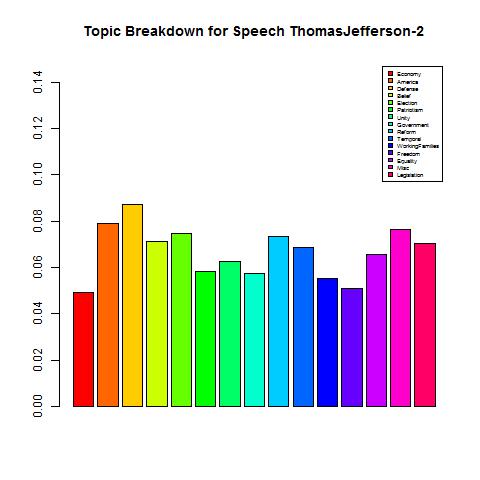 Topic Breakdown for Speech ThomasJefferson-2
0.14
0.12
0.10
0.08
0.06
0.04
0.02
0.00
Economy
America
Defense
Belief
Election
Patriotism
Unity
Government
Reform
Temporal
WorkingFamilies
Freedom
Equality
Misc
Legislation